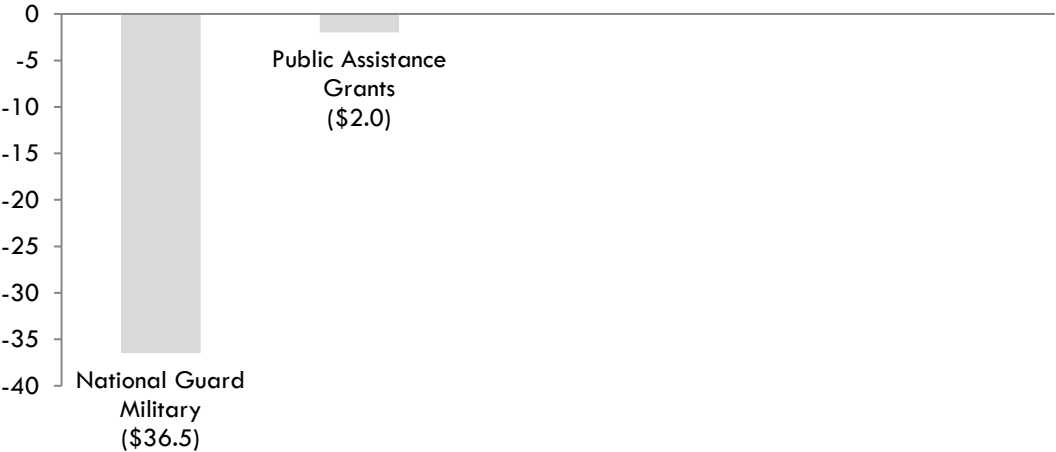 0
-5
-10
-15
-20
-25
-30
-35
-40
Public Assistance
Grants
($2.0)
National Guard
Military
($36.5)